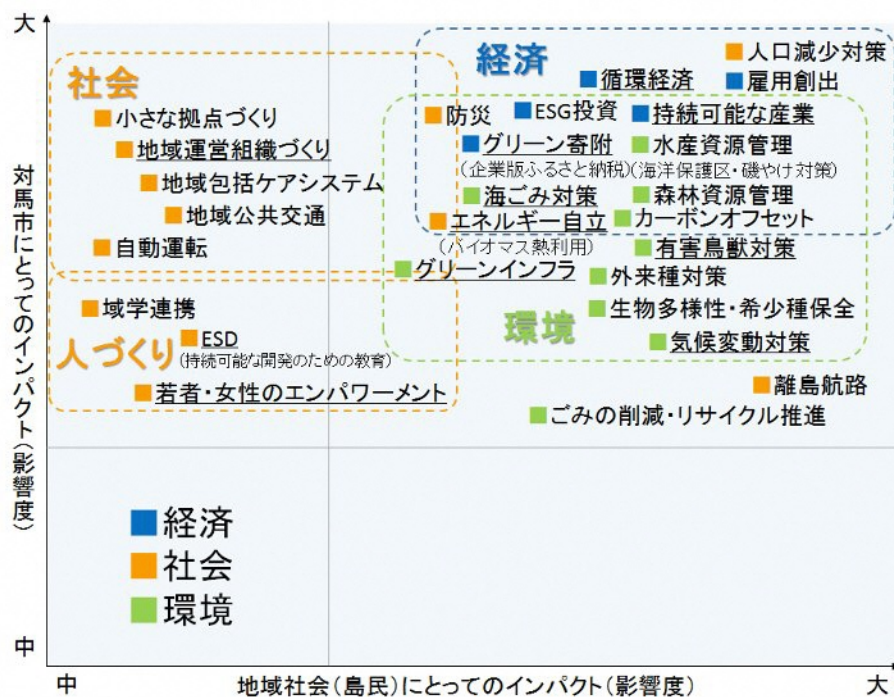 大
対馬市にとってのインパクト(影響度)
中
社会
小さな拠点づくり
地域運営組織づくり
地域包括ケアシステム
地域公共交通
自動運転
経済
人口減少対策
循環経済
雇用創出
防災
ESG投資
持続可能な産業
グリーン寄附
水産資源管理
(企業版ふるさと納税)(海洋保護区・磯やけ対策)
海ごみ対策
森林資源管理
エネルギー自立
カーボンオフセット
(バイオマス熱利用)
有害鳥獣対策
グリーンインフラ
外来種対策
域学連携
生物多様性・希少種保全
環境
ESD
気候変動対策
人づくり
(持続可能な開発のための教育)
若者・女性のエンパワーメント
離島航路
ごみの削減・リサイクル推進
経済
社会
環境
中
地域社会(島民)にとってのインパクト(影響度)
大